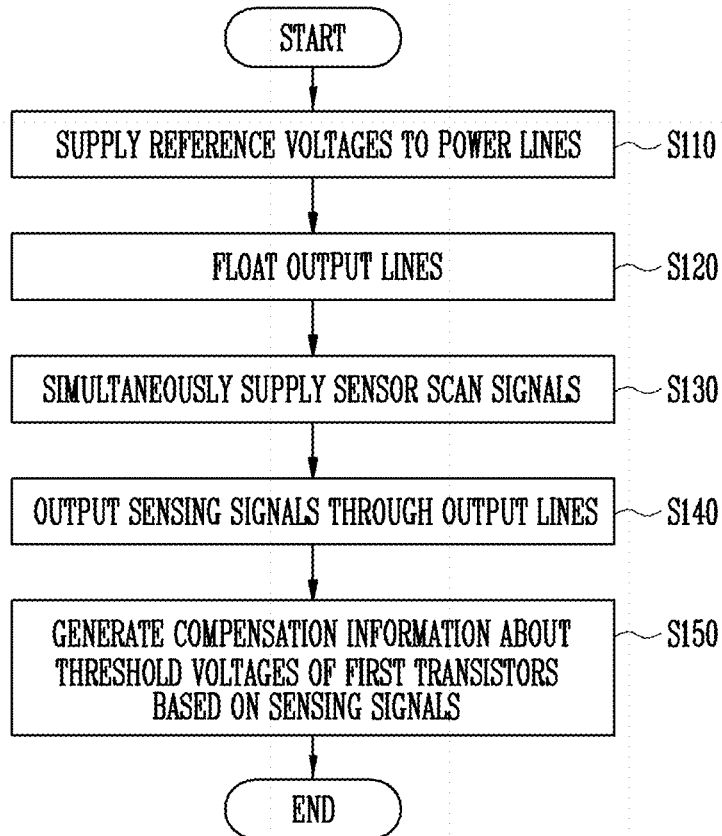 START
SUPPLY REFERENCE VOLTAGES TO POWER LINES
S110
FLOAT OUTPUT LINES
S120
SIMULTANEOUSLY SUPPLY SENSOR SCAN SIGNALS
S130
OUTPUT SENSING SIGNALS THROUGH OUTPUT LINES
S140
GENERATE COMPENSATION INFORMATION ABOUT
THRESHOLD VOLTAGES OF FIRST TRANSISTORS
BASED ON SENSING SIGNALS
S150
END